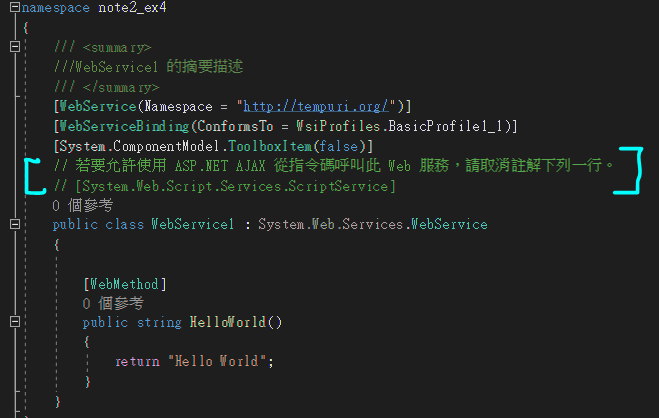 namespace note2_ex4
{
/// <summary>
///WebService1 的摘要描述
/// </summary>
[WebService(Namespace = "http://tempuri.org/")]
[WebServiceBinding(ConformsTo = WsiProfiles.BasicProfile1_1)]
[System.ComponentModel.ToolboxItem(false)]
// 若要允許使用 ASP.NET AJAX 從指令碼呼叫此 Web 服務，請取消註解下列一行。
// [System.Web.Script.Services.ScriptService]
0 個參考
public class WebService1 : System.Web.Services.WebService
{
[WebMethod]
0 個參考
public string HelloWorld()
{
return "Hello World";
}
}